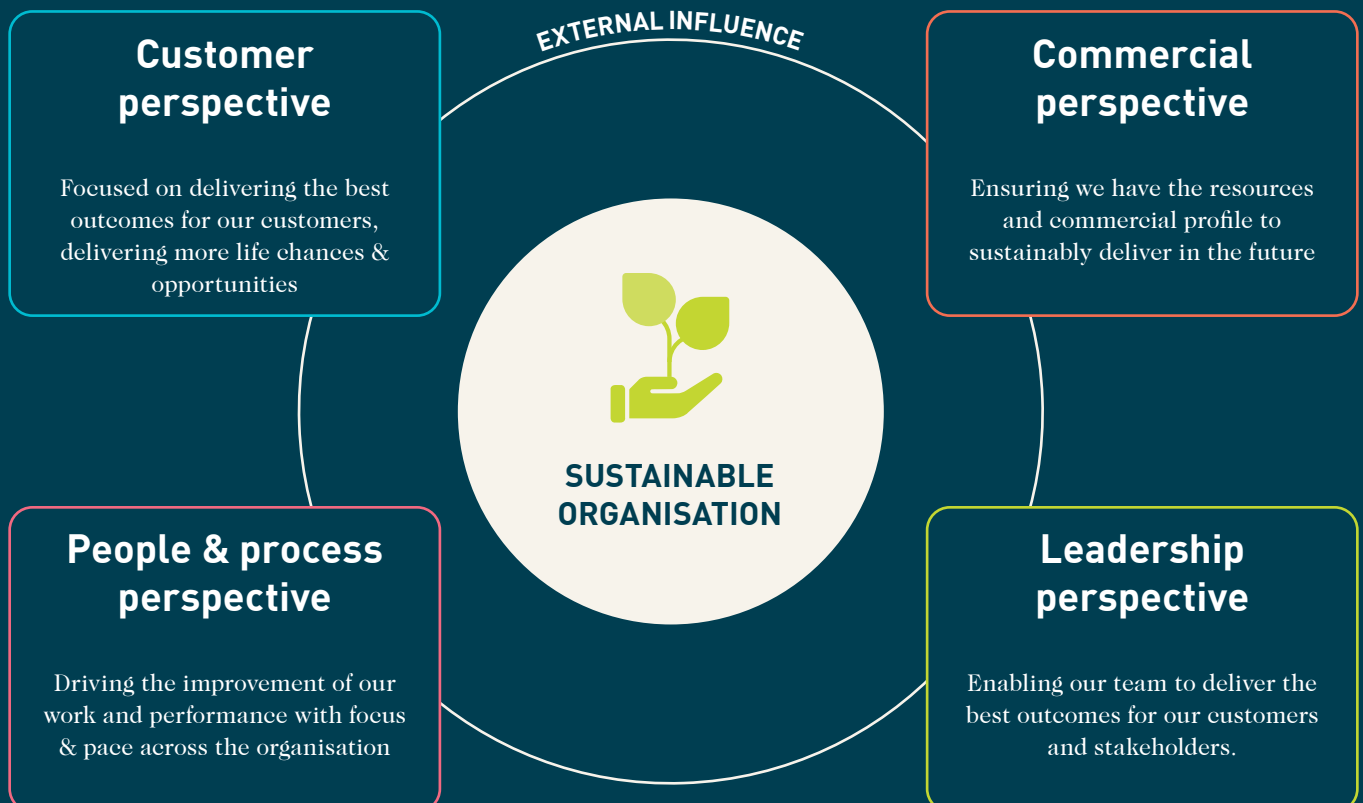 EXTERNAL INFLUENCE
Customer
perspective
Focused on delivering the best
outcomes for our customers,
delivering more life chances &
opportunities
Commercial
perspective
Ensuring we have the resources
and commercial profile to
sustainably deliver in the future
SUSTAINABLE
ORGANISATION
People & process
perspective
Driving the improvement of our
work and performance with focus
& pace across the organisation
Leadership
perspective
Enabling our team to deliver the
best outcomes for our customers
and stakeholders.